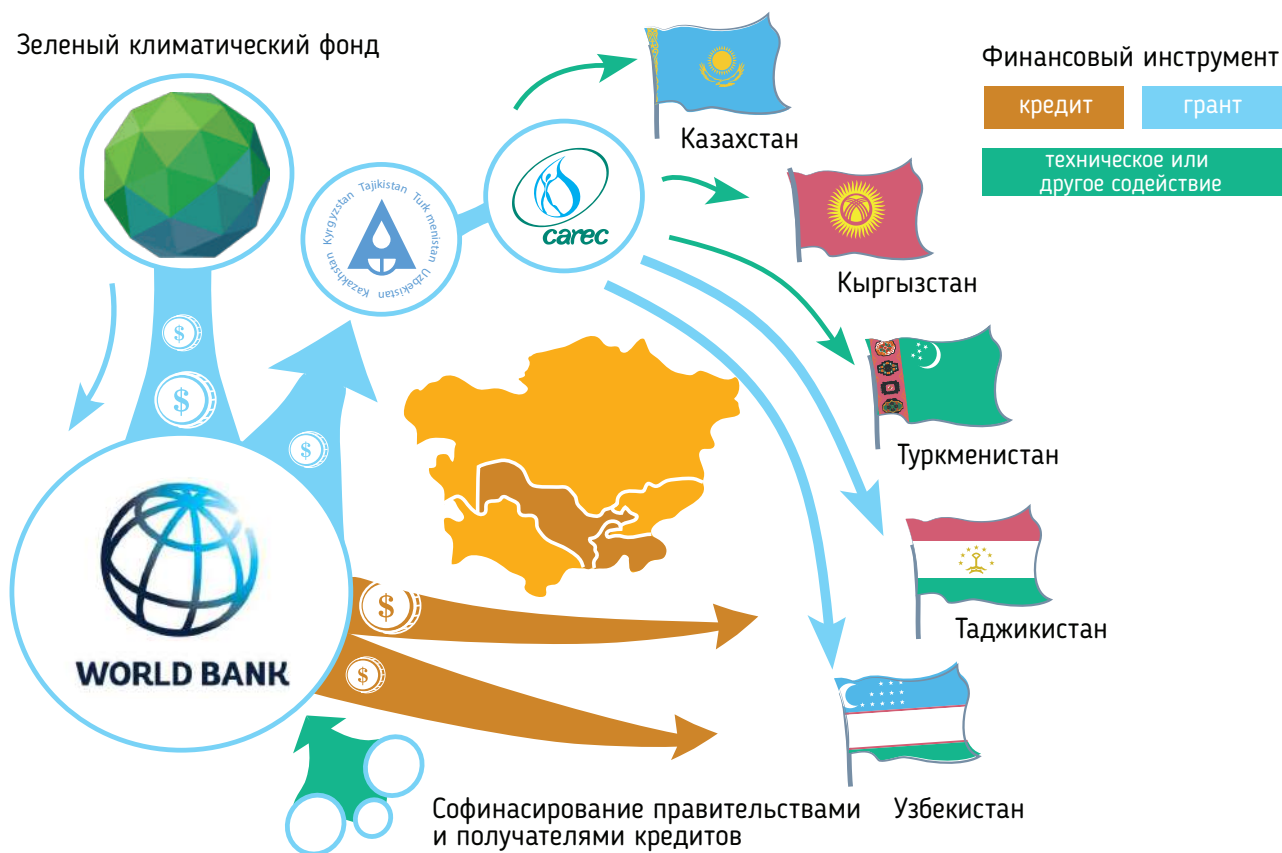 Зеленый климатический фонд
Финансовый инструмент
кредит
грант
техническое или
другое содействие
Казахстан
Kazakhstan Kyrgyzstan Tajikistan Turkmenistan Uzbekistan
carec
Кыргызстан
Туркменистан
$
$
$
Таджикистан
$
WORLD BANK
$
Узбекистан
Софинасирование правительствами
и получателями кредитов